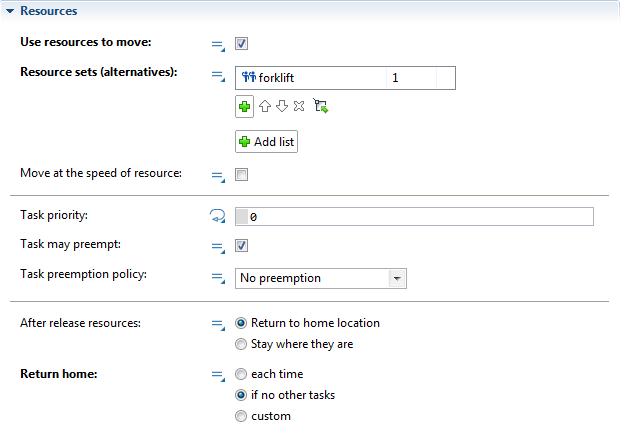 Resources
Use resources to move:
Resource sets (alternatives):
forklift 1
Add list
Move at the speed of resource:
Task priority: 0
Task may preempt:
Task preemption policy: No preemption
After release resources: Return to home location
Stay where they are
Return home: each time
if no other tasks
custom